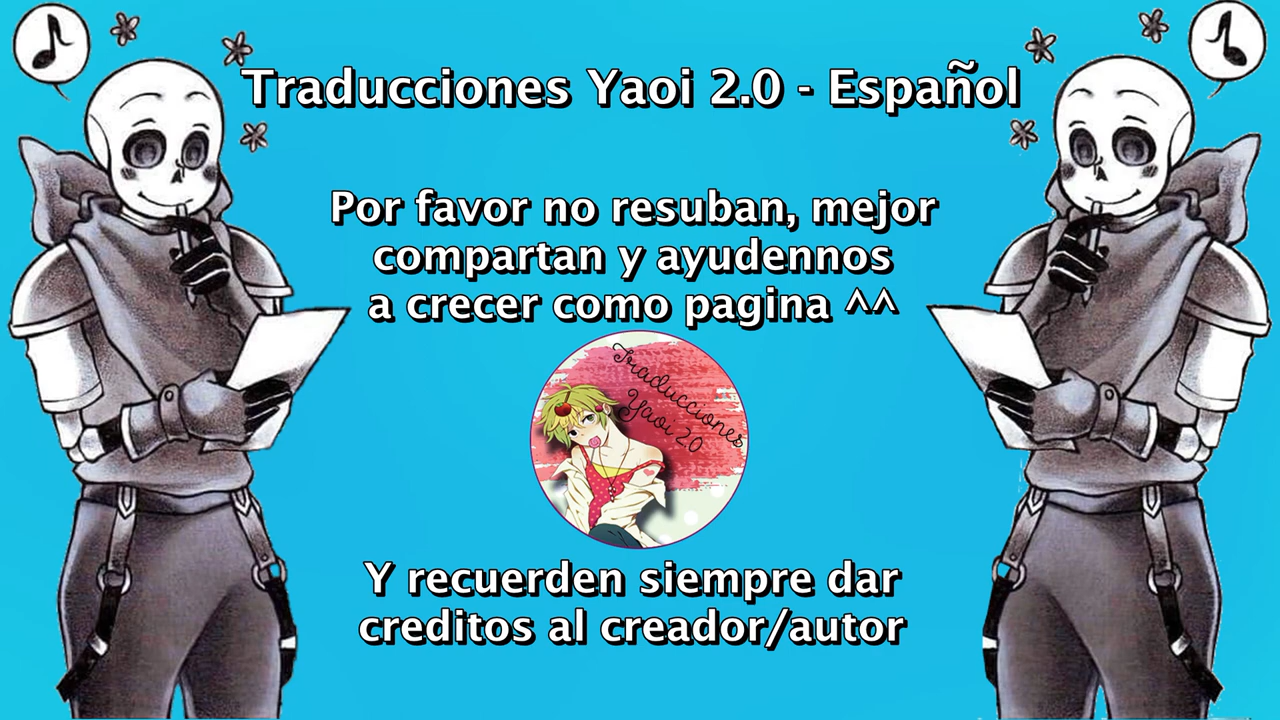 Traducciones Yaoi 2.0 - Español
Por favor no resuban, mejor
compartan y ayudennos
a crecer como pagina ^^
Traducciones
Yaoi 2.0
Y recuerden siempre dar
creditos al creador/autor